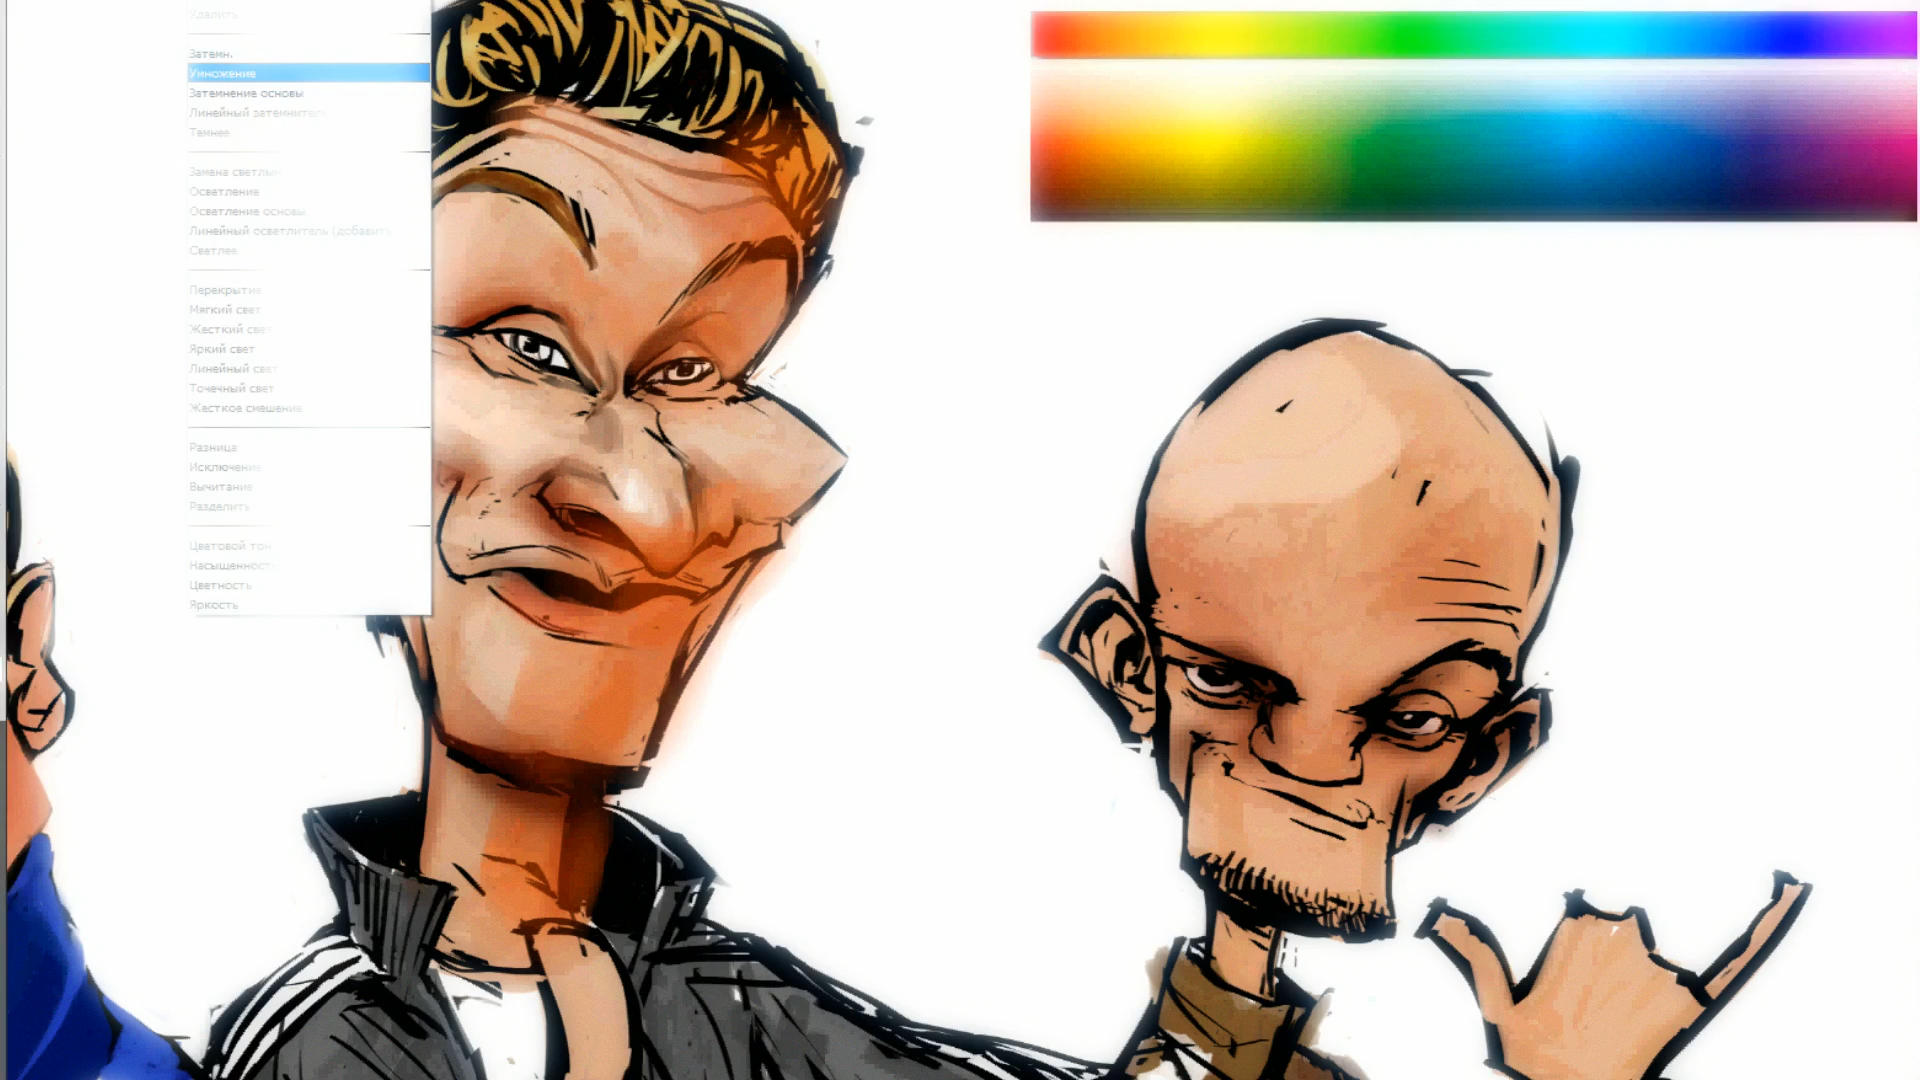 Удалить
Затемн.
Умножение
Затемнение основы
Линейный затемнитель
Темнее
Замена светлым
Осветление
Осветление основы
Линейный осветлитель (добавить
Светлее
Перекрытие
Мягкий свет
Жесткий свет
Яркий свет
Линейный свет
Точечный свет
Жесткое смешение
Разница
Исключение
Вычитание
Разделить
Цветовой тон
Насыщенность
Цветность
Яркость